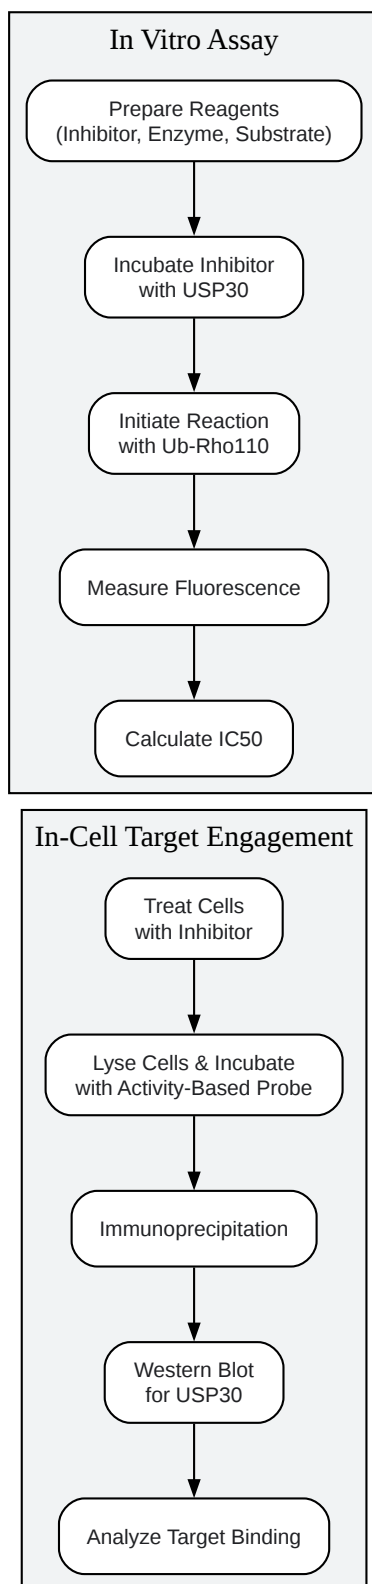 In Vitro Assay
Prepare Reagents
(Inhibitor, Enzyme, Substrate)
Incubate Inhibitor
with USP30
Initiate Reaction
with Ub-Rho110
Measure Fluorescence
Calculate IC50
In-Cell Target Engagement
Treat Cells
with Inhibitor
Lyse Cells & Incubate
with Activity-Based Probe
Immunoprecipitation
Western Blot
for USP30
Analyze Target Binding